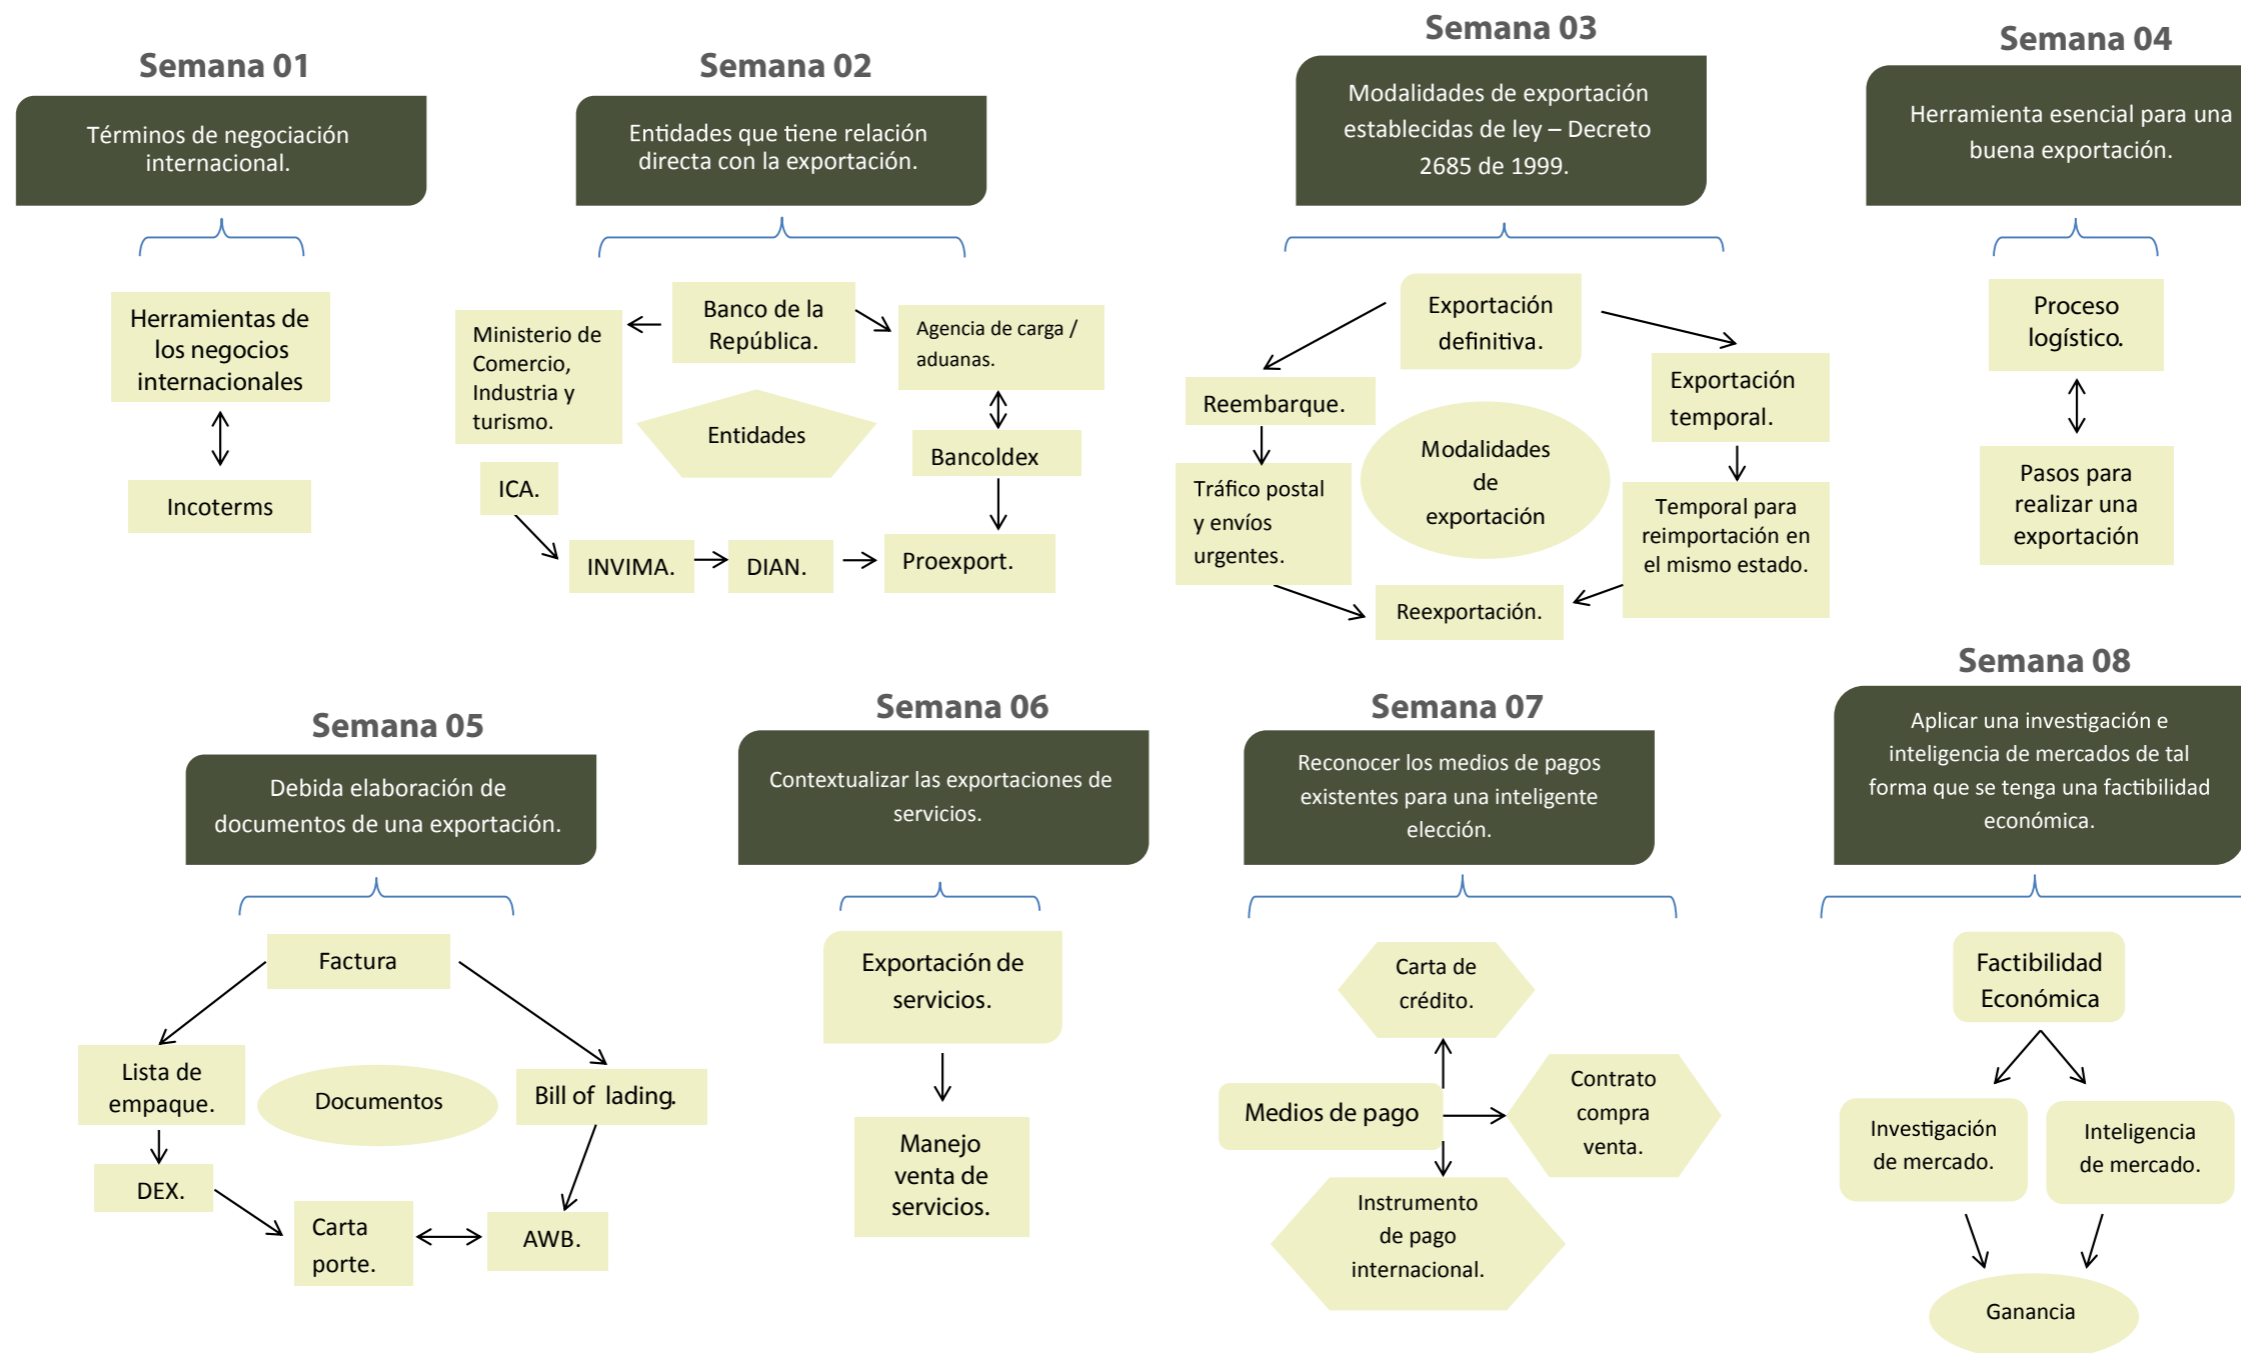 Semana 01
Términos de negociación
internacional.
Herramientas de
los negocios
internacionales
Incoterms
Semana 02
Entidades que tiene relación
directa con la exportación.
Banco de la
República.
Ministerio de
Comercio,
Industria y
turismo.
Agencia de carga /
aduanas.
Entidades
Bancoldex
ICA.
INVIMA.
DIAN.
Proexport.
Semana 03
Modalidades de exportación
establecidas de ley – Decreto
2685 de 1999.
Exportación
definitiva.
Reembarque.
Exportación
temporal.
Modalidades
de
exportación
Tráfico postal
y envíos
urgentes.
Temporal para
reimportación en
el mismo estado.
Reexportación.
Semana 04
Herramienta esencial para una
buena exportación.
Proceso
logístico.
Pasos para
realizar una
exportación
Semana 05
Debida elaboración de
documentos de una exportación.
Factura
Lista de
empaque.
Documentos
Bill of lading.
DEX.
Carta
porte.
AWB.
Semana 06
Contextualizar las exportaciones de
servicios.
Exportación de
servicios.
Manejo
venta de
servicios.
Semana 07
Reconocer los medios de pagos
existentes para una inteligente
elección.
Carta de
crédito.
Medios de pago
Contrato
compra
venta.
Instrumento
de pago
internacional.
Semana 08
Aplicar una investigación e
inteligencia de mercados de tal
forma que se tenga una factibilidad
económica.
Factibilidad
Económica
Investigación
de mercado.
Inteligencia
de mercado.
Ganancia